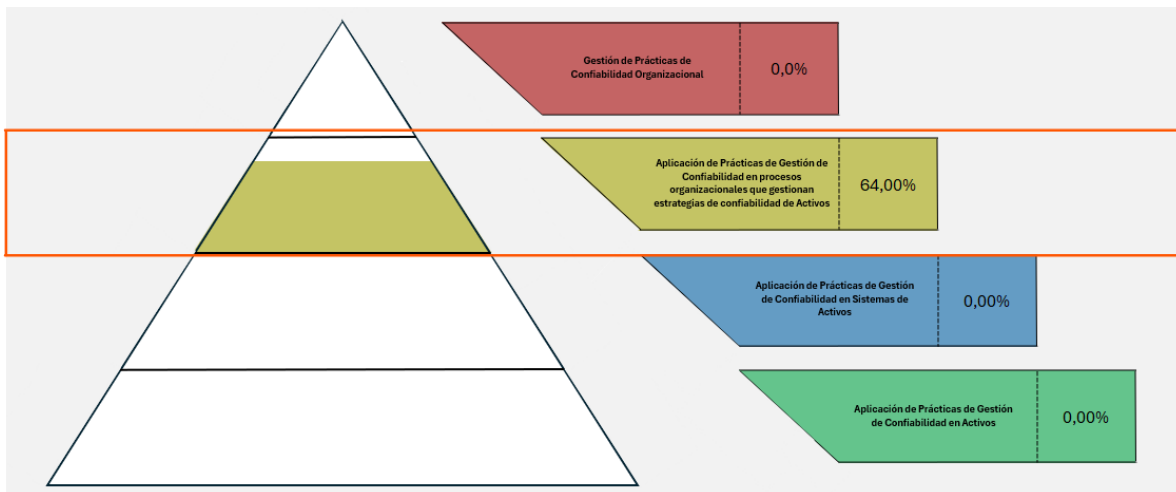 Gestión de Prácticas de
Confiabilidad Organizacional
0,0%
Aplicación de Prácticas de Gestión de
Confiabilidad en procesos
organizacionales que gestionan
estrategias de confiabilidad de Activos
64,00%
Aplicación de Prácticas de Gestión
de Confiabilidad en Sistemas de
Activos
0,00%
Aplicación de Prácticas de Gestión
de Confiabilidad en Activos
0,00%